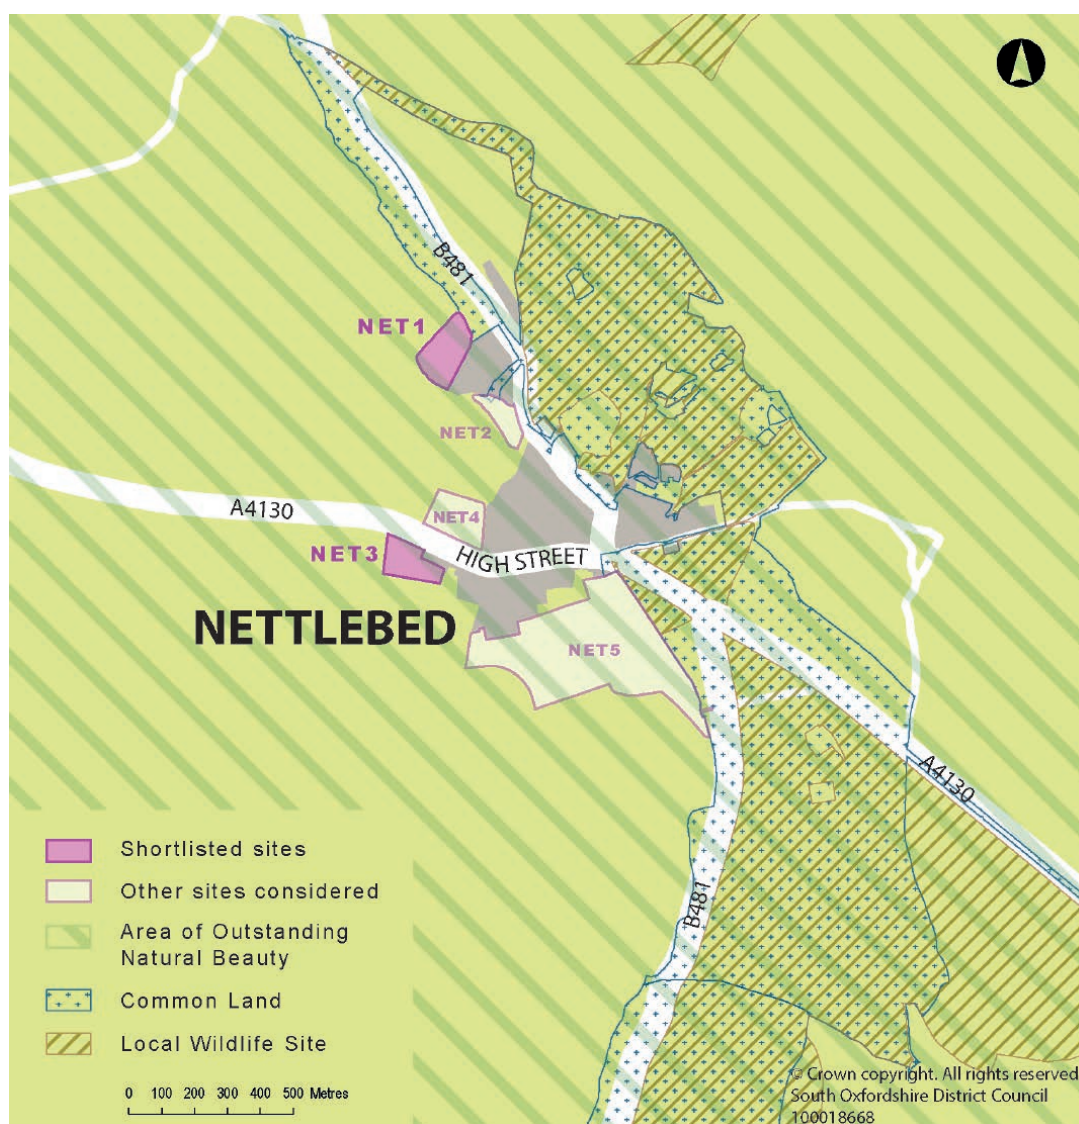 B481
NET1
NET2
A4130
NET4
NET3
HIGH STREET
NETTLEBED
NET5
A4130
B481
Shortlisted sites
Other sites considered
Area of Outstanding
Natural Beauty
Common Land
Local Wildlife Site
0 100 200 300 400 500 Metres
© Crown copyright. All rights reserved
South Oxfordshire District Council
100018668